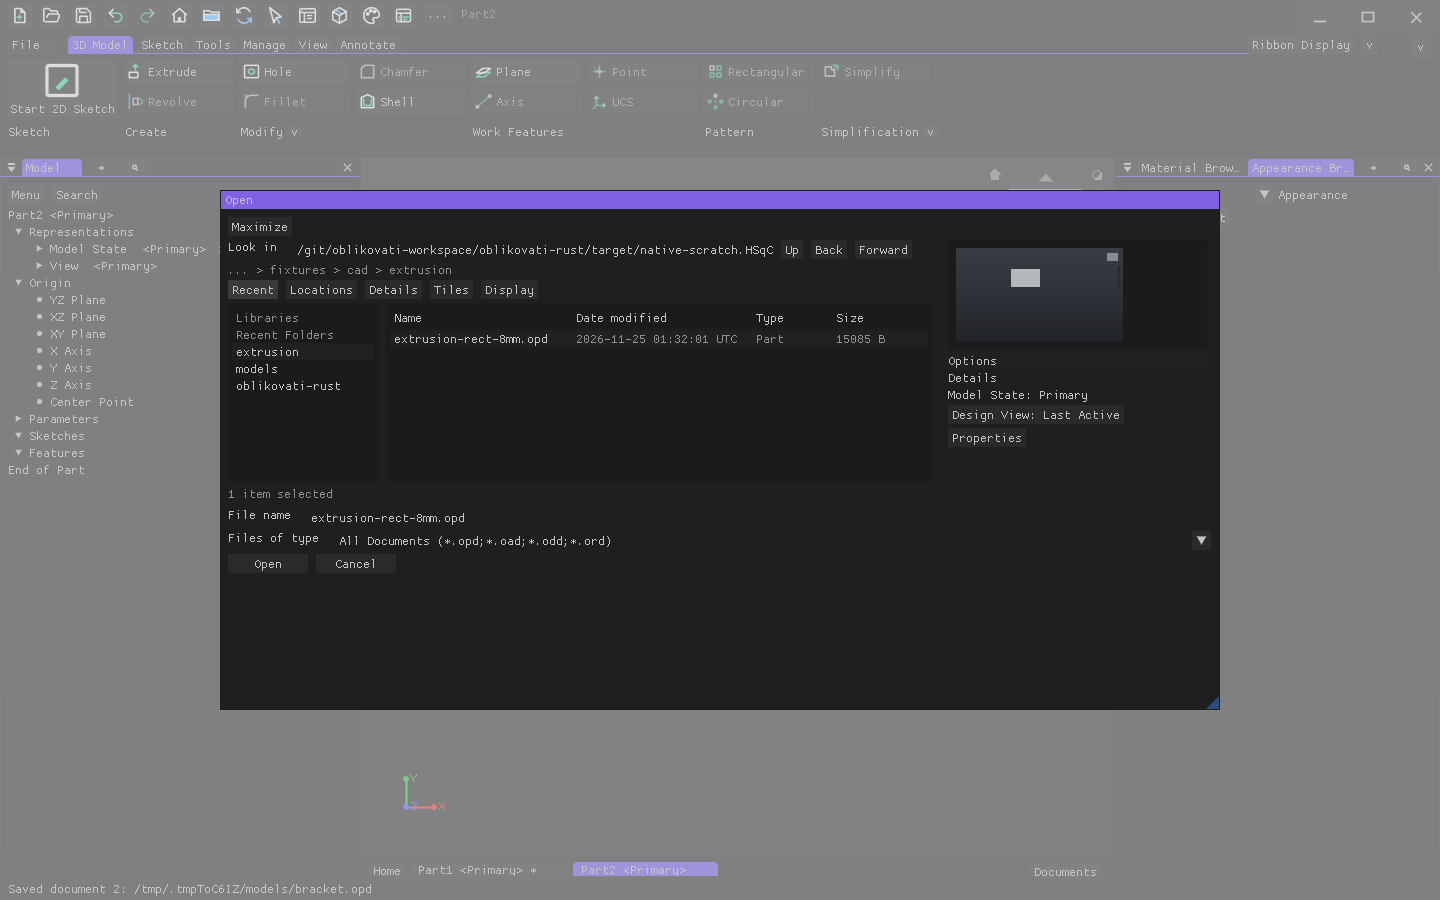 ... Part2
File 3D Model Sketch Tools Manage View Annotate Ribbon Display v v
Start 2D Sketch
Extrude Hole Chamfer Plane Point Rectangular Simplify
Revolve Fillet Shell Axis UCS Circular
Sketch Create Modify v Work Features Pattern Simplification v
Model
Material Brow… Appearance Br…
Menu Search
Appearance
Part2 <Primary>
Representations
Model State <Primary>
View <Primary>
Origin
YZ Plane
XZ Plane
XY Plane
X Axis
Y Axis
Z Axis
Center Point
Parameters
Sketches
Features
End of Part
Open
Maximize
Look in /git/oblikovati-workspace/oblikovati-rust/target/native-scratch.HSqC Up Back Forward
... > fixtures > cad > extrusion
Recent Locations Details Tiles Display
Libraries
Recent Folders
extrusion
models
oblikovati-rust
Name Date modified Type Size
extrusion-rect-8mm.opd 2026-11-25 01:32:01 UTC Part 15085 B
Options
Details
Model State: Primary
Design View: Last Active
Properties
1 item selected
File name extrusion-rect-8mm.opd
Files of type All Documents (*.opd;*.oad;*.odd;*.ord)
Open Cancel
Y
Z X
Home Part1 <Primary> * Part2 <Primary> Documents
Saved document 2: /tmp/.tmpToC6IZ/models/bracket.opd